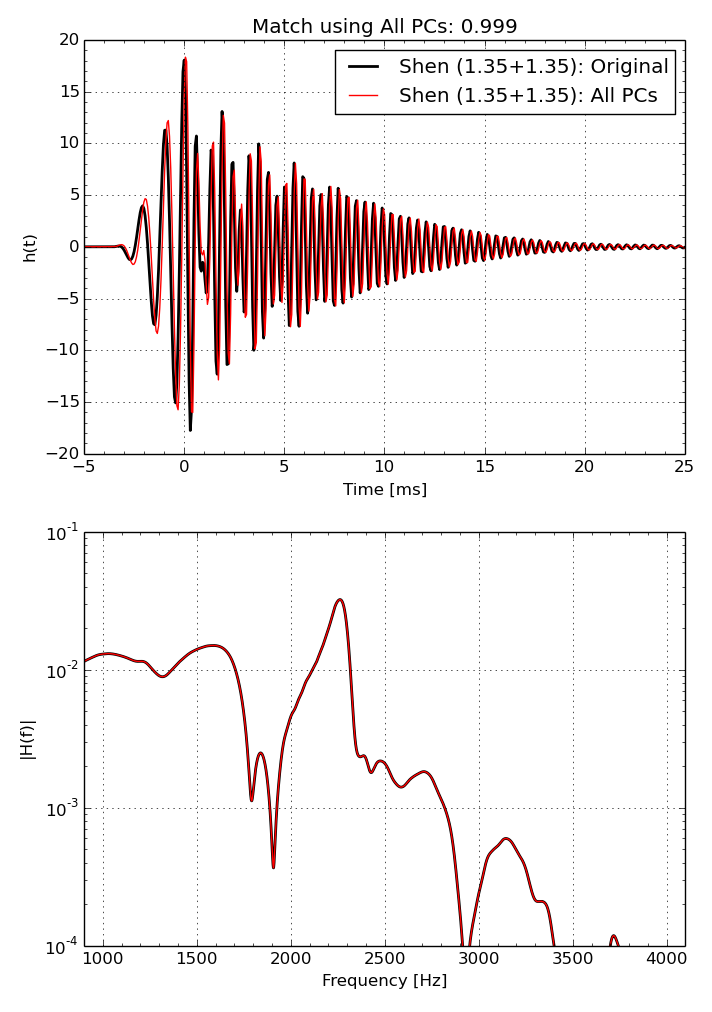 Match using All PCs: 0.999
20
15
10
5
0
−5
−10
−15
−20
h(t)
Shen (1.35+1.35): Original
Shen (1.35+1.35): All PCs
−5 0 5 10 15 20 25
Time [ms]
10^-1
10^-2
10^-3
10^-4
|H(f)|
1000 1500 2000 2500 3000 3500 4000
Frequency [Hz]